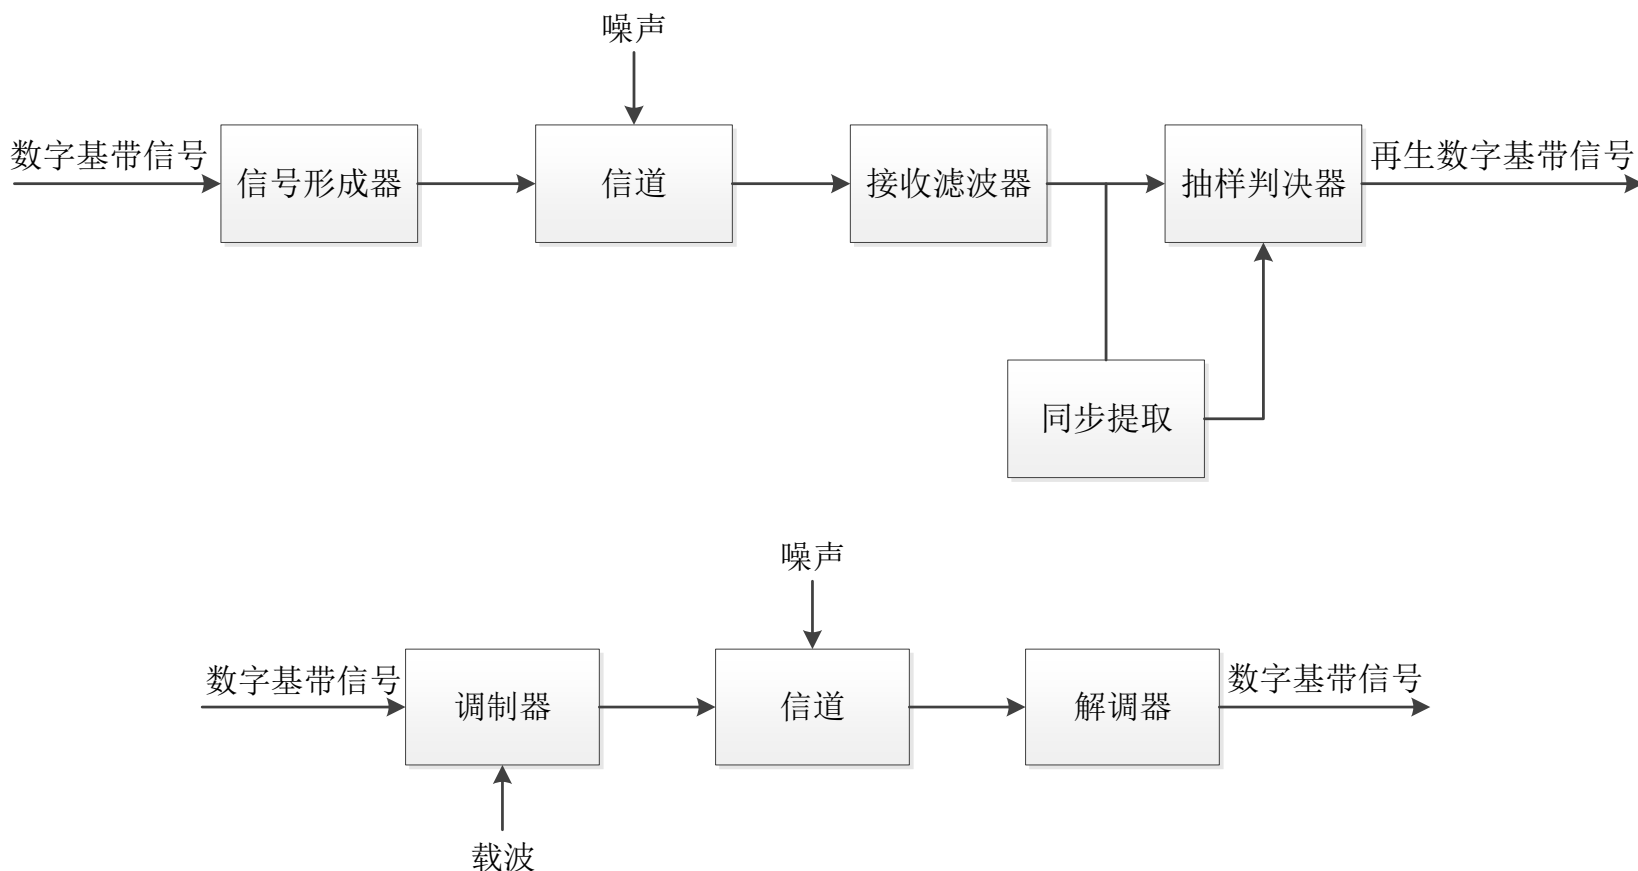 噪声
数字基带信号
信号形成器
信道
接收滤波器
抽样判决器
再生数字基带信号
同步提取
噪声
数字基带信号
调制器
信道
解调器
数字基带信号
载波